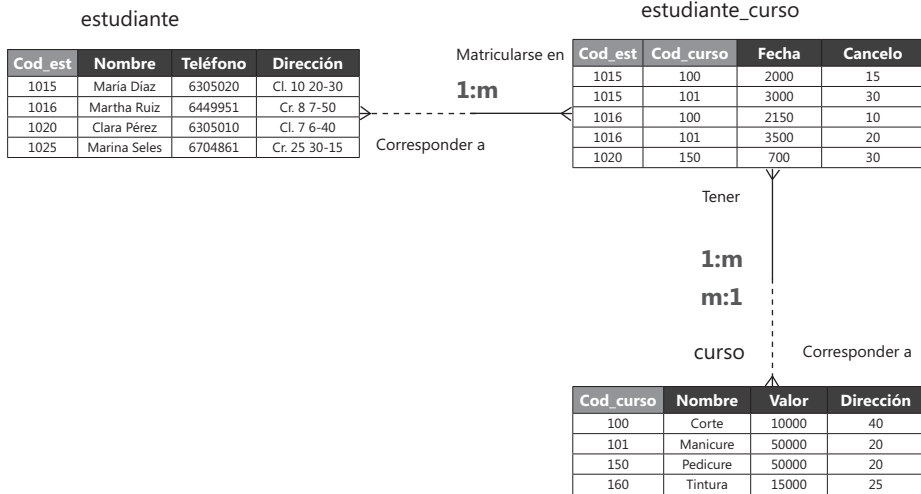 estudiante
Cod_est Nombre Teléfono Dirección
1015 María Díaz 6305020 Cl. 10 20-30
1016 Martha Ruiz 6449951 Cr. 8 7-50
1020 Clara Pérez 6305010 Cl. 7 6-40
1025 Marina Seles 6704861 Cr. 25 30-15
Matricularse en
1:m
Corresponder a
estudiante_curso
Cod_est Cod_curso Fecha Cancelo
1015 100 2000 15
1015 101 3000 30
1016 100 2150 10
1016 101 3500 20
1020 150 700 30
Tener
1:m
m:1
curso
Corresponder a
Cod_curso Nombre Valor Dirección
100 Corte 10000 40
101 Manicure 50000 20
150 Pedicure 50000 20
160 Tintura 15000 25